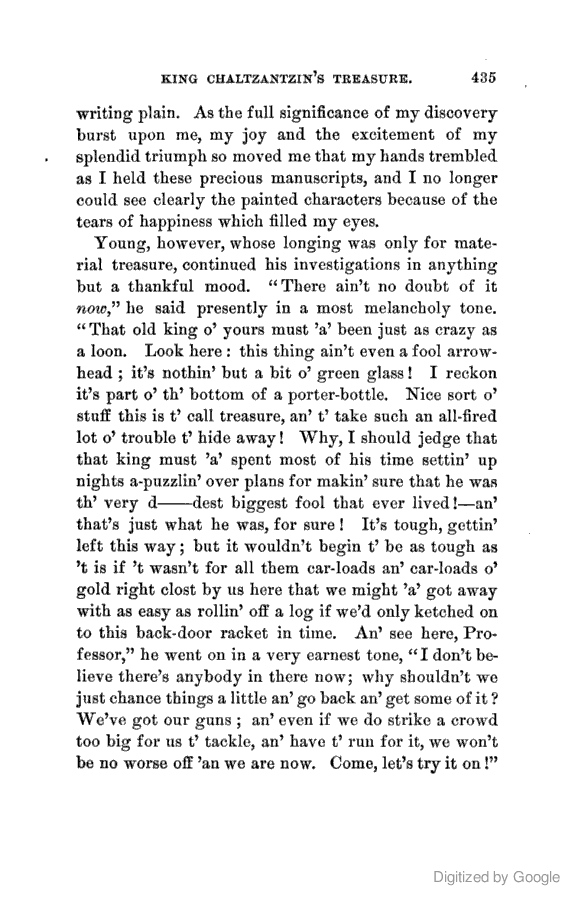 KING CHALTZANTZIN'S TREASURE. 435
writing plain. As the full significance of my discovery
burst upon me, my joy and the excitement of my
splendid triumph so moved me that my hands trembled
as I held these precious manuscripts, and I no longer
could see clearly the painted characters because of the
tears of happiness which filled my eyes.
Young, however, whose longing was only for mate-
rial treasure, continued his investigations in anything
but a thankful mood. "There ain't no doubt of it
now," he said presently in a most melancholy tone.
"That old king o' yours must 'a' been just as crazy as
a loon. Look here: this thing ain't even a fool arrow-
head; it's nothin' but a bit o' green glass! I reckon
it's part o' th' bottom of a porter-bottle. Nice sort o'
stuff this is t' call treasure, an' t' take such an all-fired
lot o' trouble t' hide away! Why, I should jedge that
that king must 'a' spent most of his time settin' up
nights a-puzzlin' over plans for makin' sure that he was
th' very d——dest biggest fool that ever lived!—an'
that's just what he was, for sure! It's tough, gettin'
left this way; but it wouldn't begin t' be as tough as
't is if 't wasn't for all them car-loads an' car-loads o'
gold right clost by us here that we might 'a' got away
with as easy as rollin' off a log if we'd only ketched on
to this back-door racket in time. An' see here, Pro-
fessor," he went on in a very earnest tone, "I don't be-
lieve there's anybody in there now; why shouldn't we
just chance things a little an' go back an' get some of it?
We've got our guns; an' even if we do strike a crowd
too big for us t' tackle, an' have t' run for it, we won't
be no worse off 'an we are now. Come, let's try it on!"
Digitized by Google